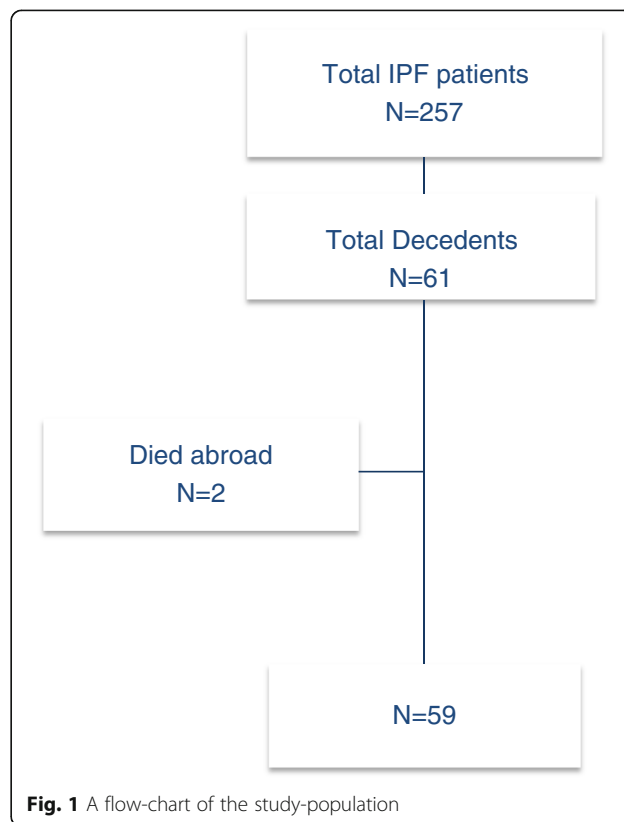 Total IPF patients
N=257
Total Decedents
N=61
Died abroad
N=2
N=59
Fig. 1 A flow-chart of the study-population